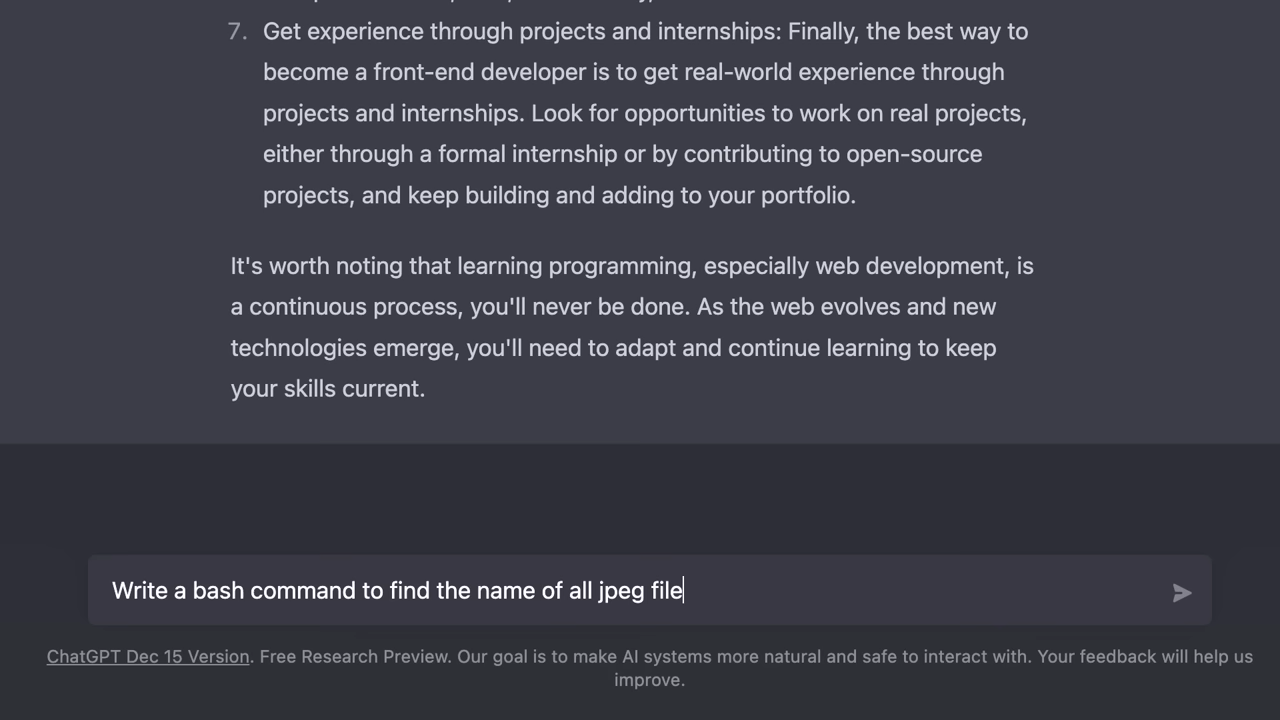 7. Get experience through projects and internships: Finally, the best way to
become a front-end developer is to get real-world experience through
projects and internships. Look for opportunities to work on real projects,
either through a formal internship or by contributing to open-source
projects, and keep building and adding to your portfolio.
It's worth noting that learning programming, especially web development, is
a continuous process, you'll never be done. As the web evolves and new
technologies emerge, you'll need to adapt and continue learning to keep
your skills current.
Write a bash command to find the name of all jpeg file
ChatGPT Dec 15 Version. Free Research Preview. Our goal is to make AI systems more natural and safe to interact with. Your feedback will help us
improve.